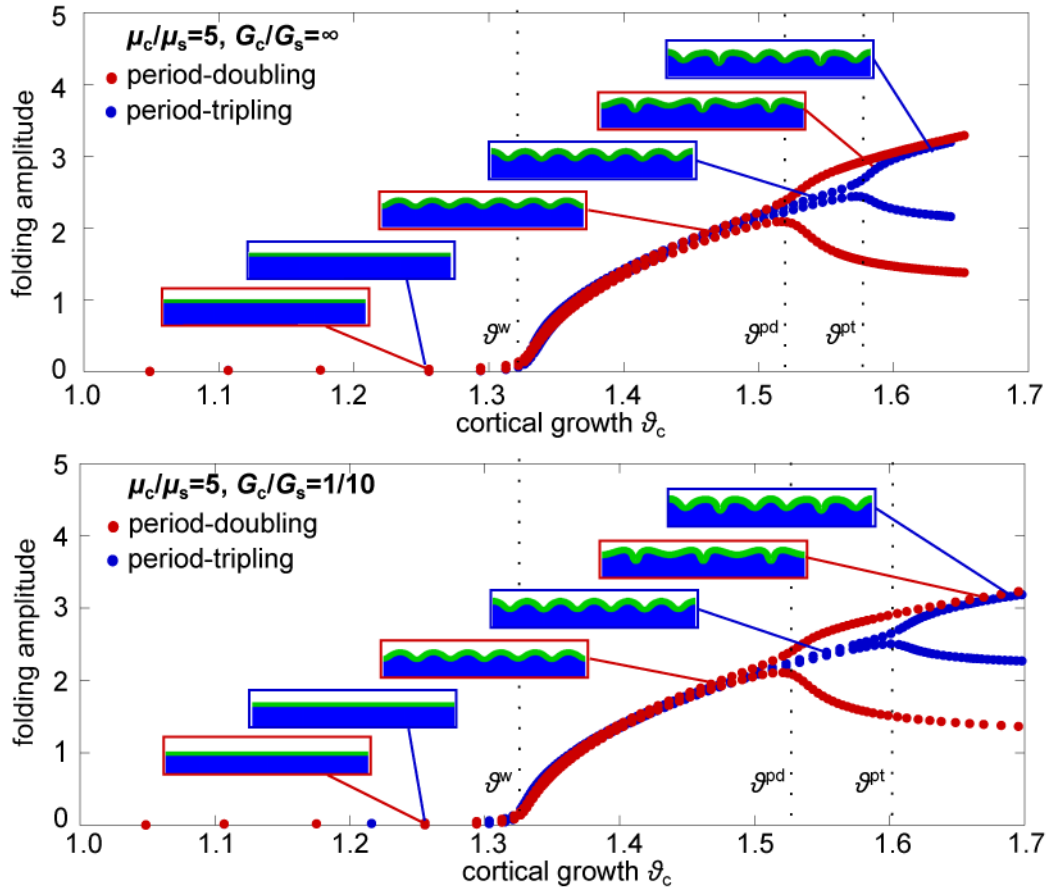 5
μc/μs=5, Gc/Gs=∞
4
period-doubling
period-tripling
3
folding amplitude
2
1
ϑw
ϑpd
ϑpt
0
1.0 1.1 1.2 1.3 1.4 1.5 1.6 1.7
cortical growth ϑc
5
μc/μs=5, Gc/Gs=1/10
period-doubling
4
period-tripling
3
folding amplitude
2
1
ϑw
ϑpd
ϑpt
0
1.0 1.1 1.2 1.3 1.4 1.5 1.6 1.7
cortical growth ϑc